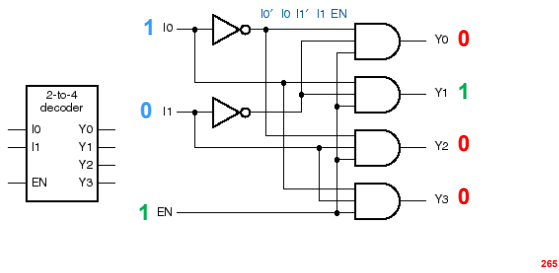 I0' I0 I1' I1 EN
1 I0
Y0 0
2-to-4
decoder
I0 Y0
I1 Y1
Y2
EN Y3
Y1 1
0 I1
Y2 0
Y3 0
1 EN
265